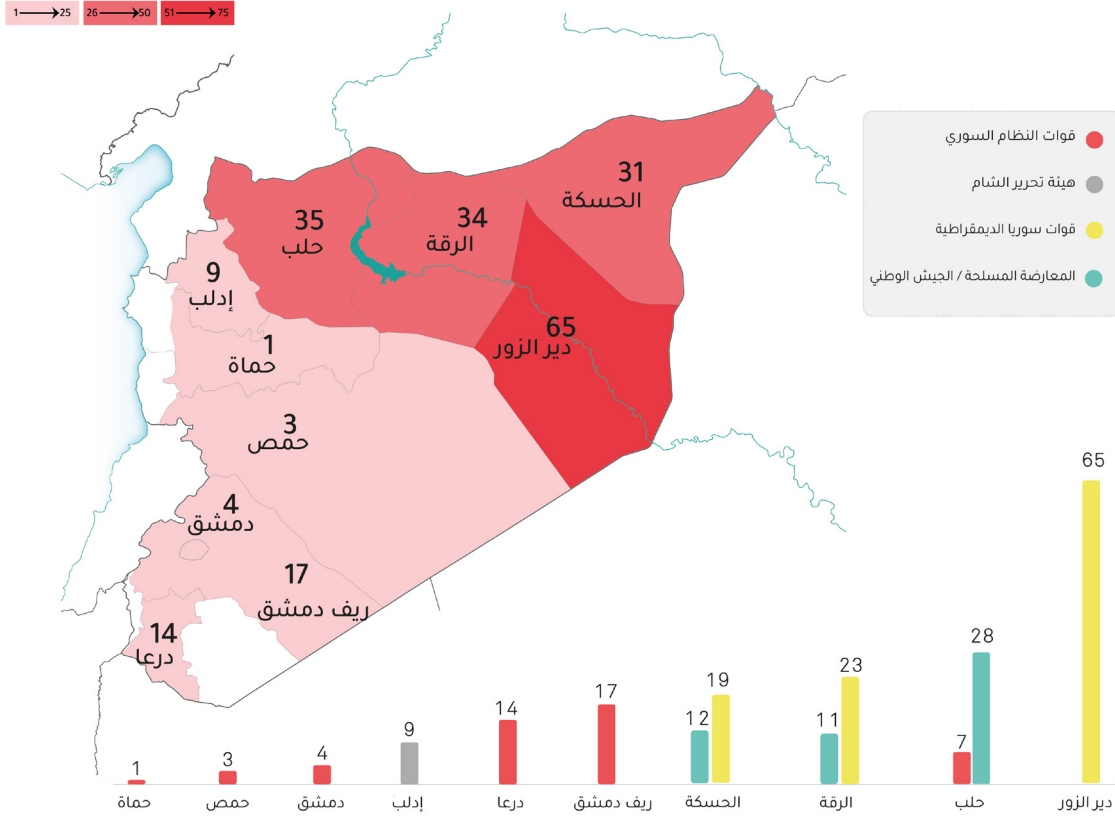 1 → 25
26 → 50
51 → 75
قوات النظام السوري
هيئة تحرير الشام
قوات سوريا الديمقراطية
المعارضة المسلحة / الجيش الوطني
31
الحسكة
35
حلب
34
الرقة
9
إدلب
65
دير الزور
1
حماة
3
حمص
4
دمشق
17
ريف دمشق
14
درعا
1
3
4
9
14
17
12
19
11
23
7
28
65
حماة
حمص
دمشق
إدلب
درعا
ريف دمشق
الحسكة
الرقة
حلب
دير الزور